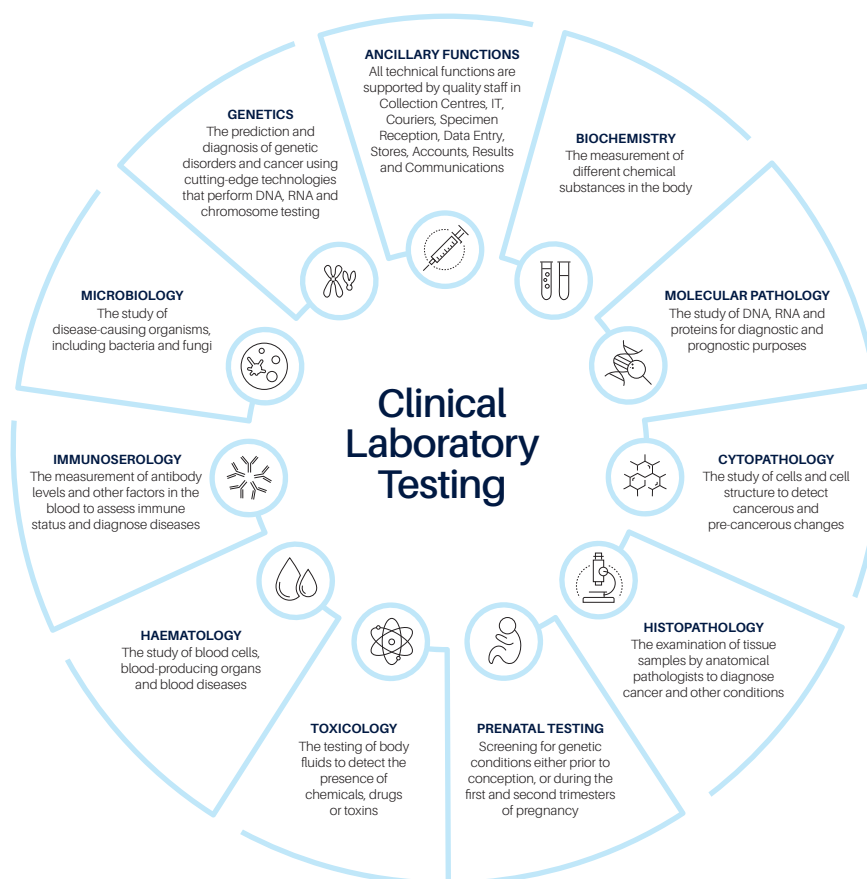 ANCILLARY FUNCTIONS
All technical functions are
supported by quality staff in
Collection Centres, IT,
Couriers, Specimen
Reception, Data Entry,
Stores, Accounts, Results
and Communications
BIOCHEMISTRY
The measurement of
different chemical
substances in the body
MOLECULAR PATHOLOGY
The study of DNA, RNA and
proteins for diagnostic and
prognostic purposes
CYTOPATHOLOGY
The study of cells and cell
structure to detect
cancerous and
pre-cancerous changes
HISTOPATHOLOGY
The examination of tissue
samples by anatomical
pathologists to diagnose
cancer and other conditions
PRENATAL TESTING
Screening for genetic
conditions either prior to
conception, or during the
first and second trimesters
of pregnancy
TOXICOLOGY
The testing of body
fluids to detect the
presence of
chemicals, drugs
or toxins
HAEMATOLOGY
The study of blood cells,
blood-producing organs
and blood diseases
IMMUNOSEROLOGY
The measurement of antibody
levels and other factors in the
blood to assess immune
status and diagnose diseases
MICROBIOLOGY
The study of
disease-causing organisms,
including bacteria and fungi
GENETICS
The prediction and
diagnosis of genetic
disorders and cancer using
cutting-edge technologies
that perform DNA, RNA and
chromosome testing
Clinical
Laboratory
Testing